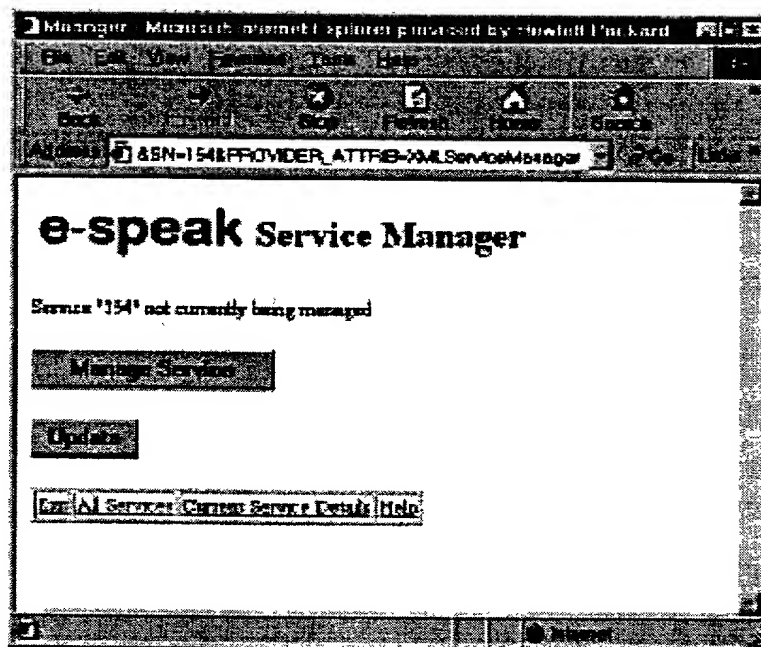 Manager - Microsoft Internet Explorer provided by Hewlett Packard
File Edit View Favorites Tools Help
Back Stop Refresh Home Search
Address &SN=154&PROVIDER_ATTRIB=XMLServiceManager Go Links
e-speak Service Manager
Service "154" not currently being managed
Manage Service
Update
Exit All Services Current Service Details Help
Internet